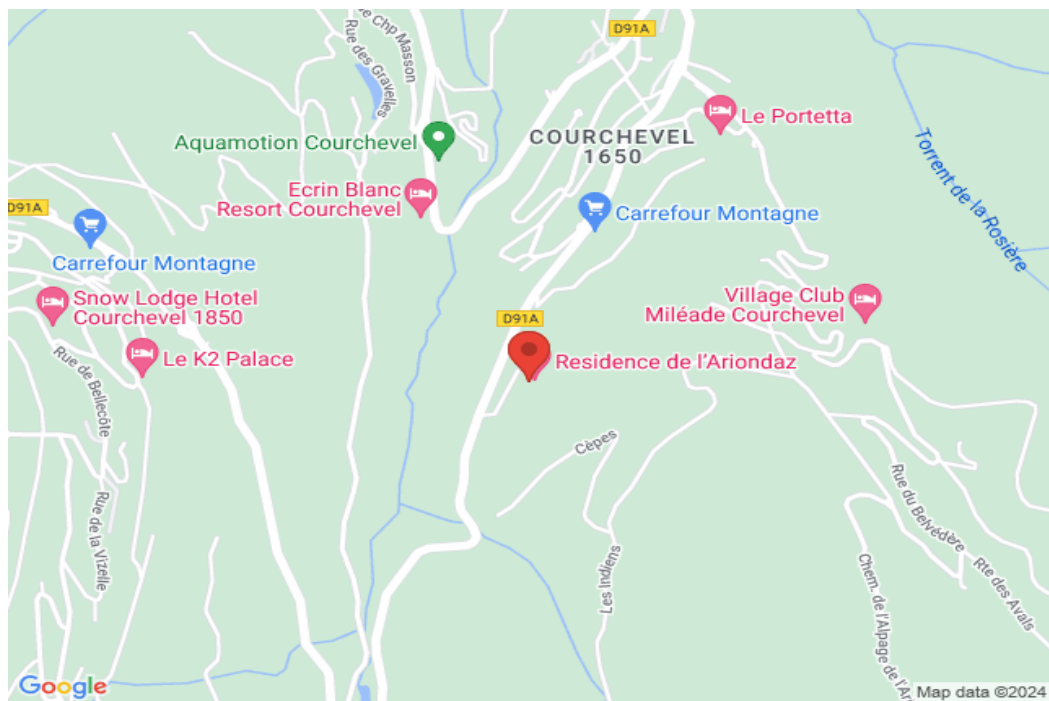 D91A
Rue Chp Masson
Rue des Gravelles
Le Portetta
COURCHEVEL
1650
Aquamotion Courchevel
Torrent de la Rosière
Ecrin Blanc
Resort Courchevel
D91A
Carrefour Montagne
Carrefour Montagne
Snow Lodge Hotel
Courchevel 1850
Village Club
Miléade Courchevel
D91A
Le K2 Palace
Residence de l'Ariondaz
Rue de Bellecôte
Cèpes
Rue de la Vizelle
Rue du Belvédère
Les Indiens
Rte des Avals
Chem. de l'Alpage de
Google
Map data ©2024